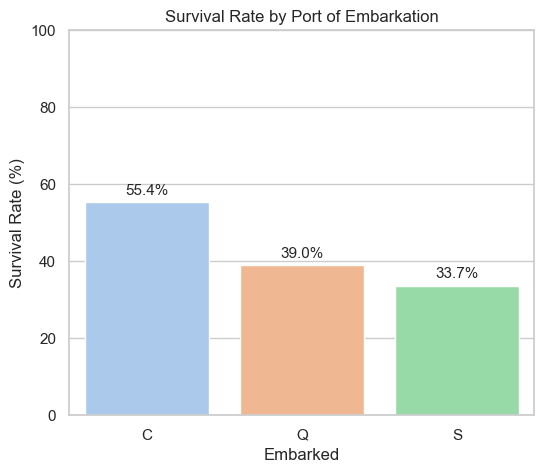 Survival Rate by Port of Embarkation
100
80
60
40
20
0
Survival Rate (%)
55.4%
39.0%
33.7%
C
Q
S
Embarked